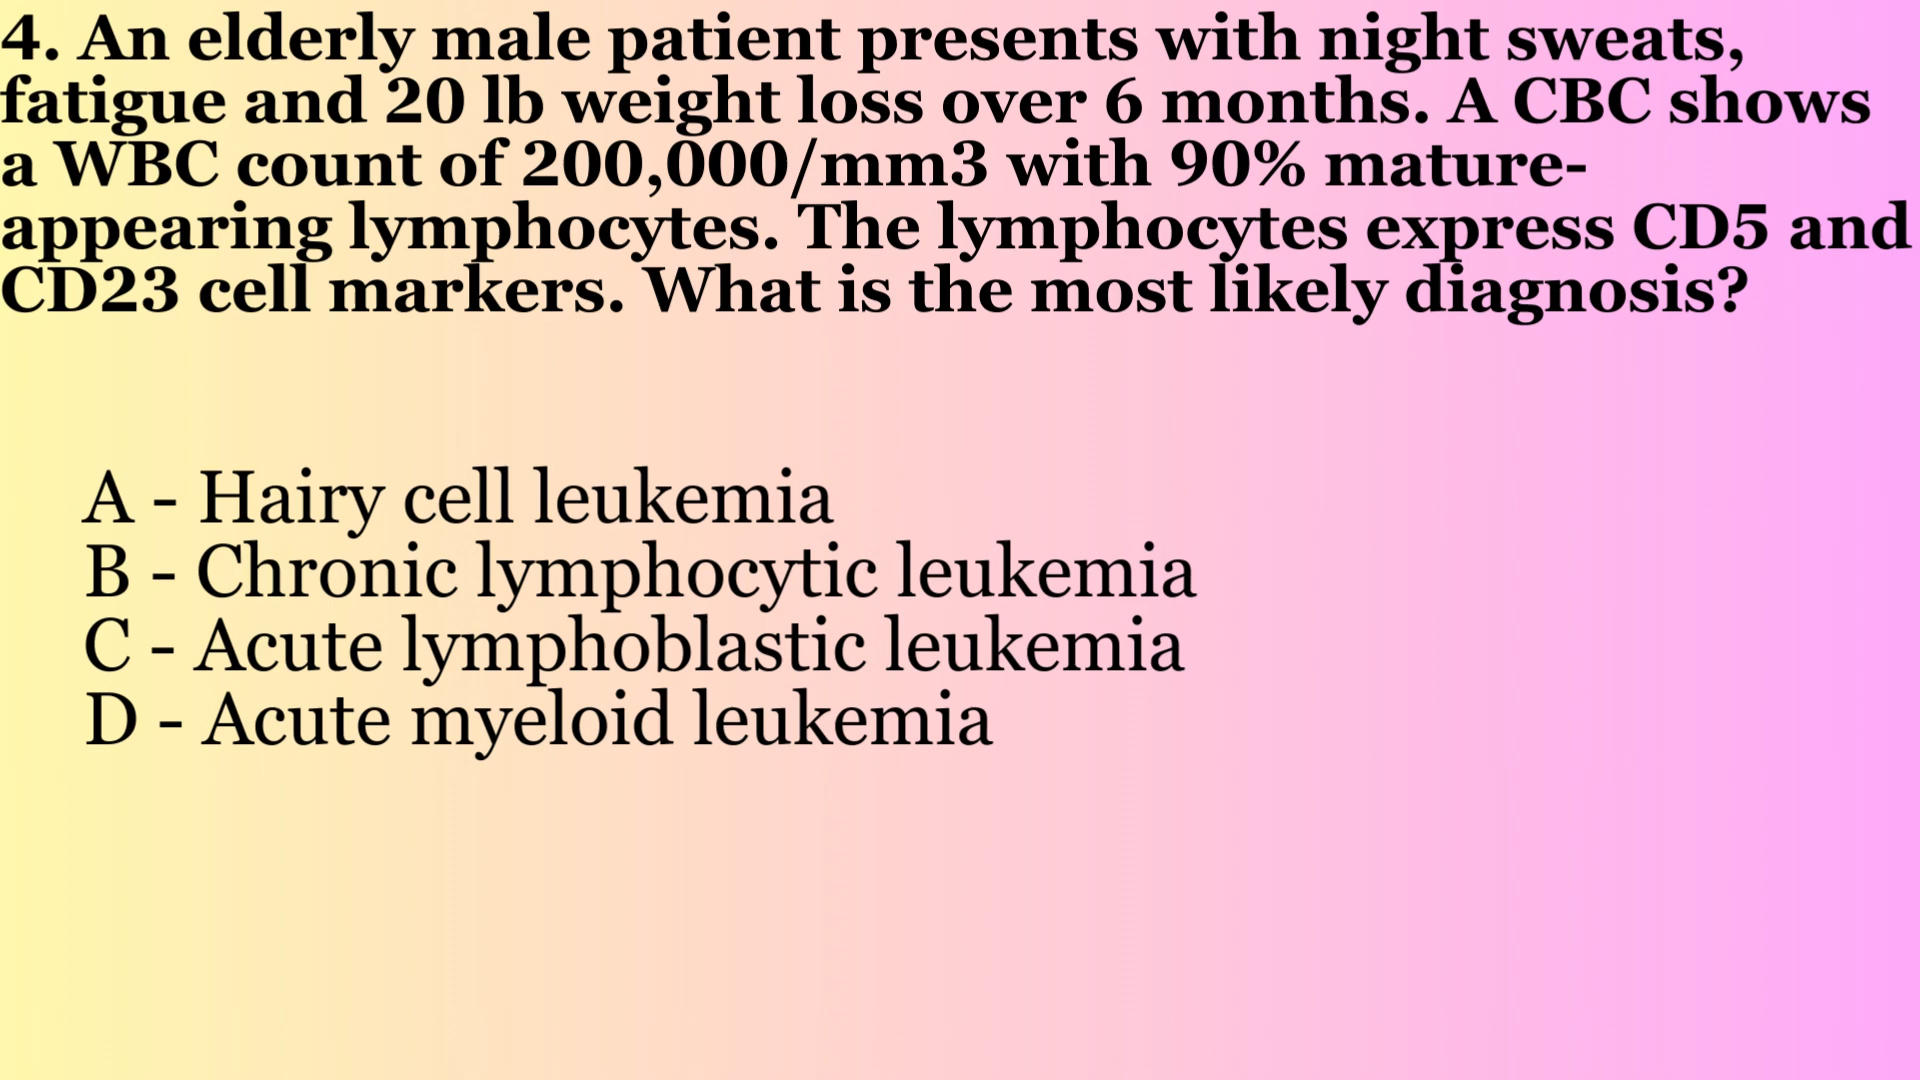 4. An elderly male patient presents with night sweats,
fatigue and 20 lb weight loss over 6 months. A CBC shows
a WBC count of 200,000/mm3 with 90% mature-
appearing lymphocytes. The lymphocytes express CD5 and
CD23 cell markers. What is the most likely diagnosis?
A - Hairy cell leukemia
B - Chronic lymphocytic leukemia
C - Acute lymphoblastic leukemia
D - Acute myeloid leukemia